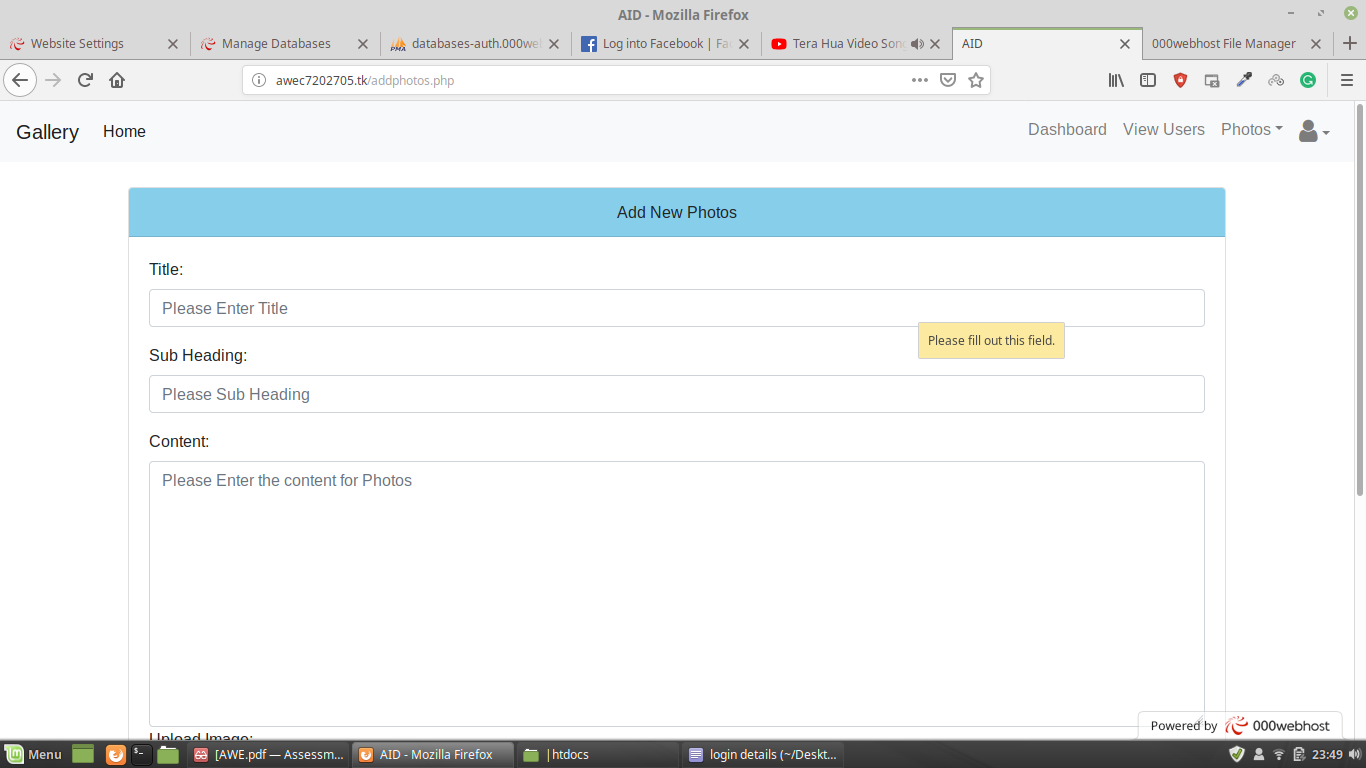 AID - Mozilla Firefox
Website Settings
Manage Databases
databases-auth.000we
Log into Facebook | Fa
Tera Hua Video Song
AID
000webhost File Manager
awec7202705.tk/addphotos.php
Gallery
Home
Dashboard
View Users
Photos
Add New Photos
Title:
Please Enter Title
Please fill out this field.
Sub Heading:
Please Sub Heading
Content:
Please Enter the content for Photos
Powered by 000webhost
Upload Image:
Menu
[AWE.pdf — Assessm...
AID - Mozilla Firefox
htdocs
login details (~/Deskt...
23:49